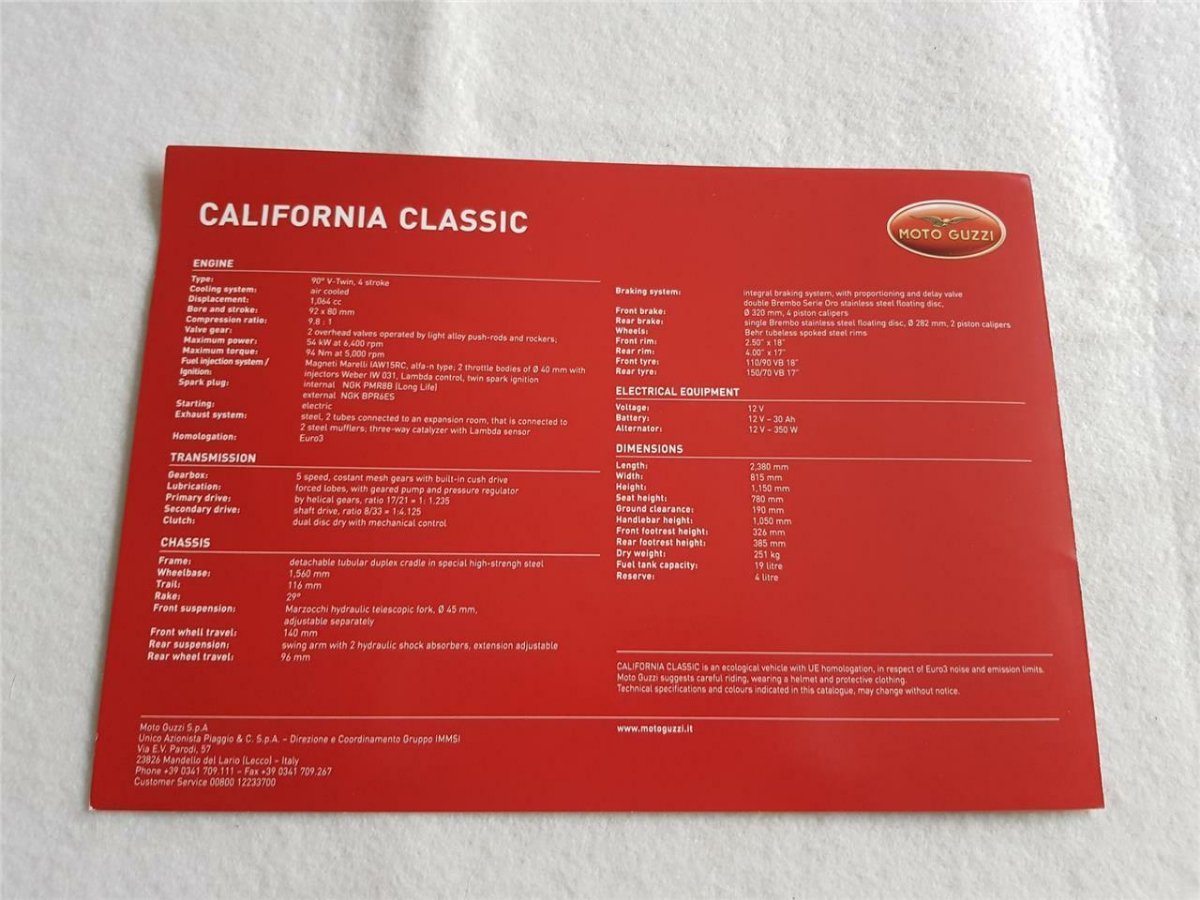 CALIFORNIA CLASSIC
MOTO GUZZI
ENGINE
Type: 90° V-Twin, 4 stroke
Cooling system: air cooled
Displacement: 1,064 cc
Bore and stroke: 92 x 80 mm
Compression ratio: 9.8 : 1
Valve gear: 2 overhead valves operated by light alloy push-rods and rockers;
Maximum power: 54 kW at 6,400 rpm
Maximum torque: 94 Nm at 5,000 rpm
Fuel injection system / Magneti Marelli IAW15RC, alfa-n type; 2 throttle bodies of Ø 40 mm with
Ignition: injectors Weber IW 031, Lambda control, twin spark ignition
Spark plug: internal NGK PMR8B (Long Life)
external NGK BPR6ES
Starting: electric
Exhaust system: steel, 2 tubes connected to an expansion room, that is connected to
2 steel mufflers; three-way catalyzer with Lambda sensor
Homologation: Euro3
TRANSMISSION
Gearbox: 5 speed, costant mesh gears with built-in cush drive
Lubrication: forced lobes, with geared pump and pressure regulator
Primary drive: by helical gears, ratio 17/21 = 1: 1.235
Secondary drive: shaft drive, ratio 8/33 = 1:4,125
Clutch: dual disc dry with mechanical control
CHASSIS
Frame: detachable tubular duplex cradle in special high-strengh steel
Wheelbase: 1,560 mm
Trail: 116 mm
Rake: 29°
Front suspension: Marzocchi hydraulic telescopic fork, Ø 45 mm,
adjustable separately
Front whell travel: 140 mm
Rear suspension: swing arm with 2 hydraulic shock absorbers, extension adjustable
Rear wheel travel: 96 mm
Braking system: integral braking system, with proportioning and delay valve
double Brembo Serie Oro stainless steel floating disc,
Front brake: Ø 320 mm, 4 piston calipers
Rear brake: single Brembo stainless steel floating disc, Ø 282 mm, 2 piston calipers
Wheels: Behr tubeless spoked steel rims
Front rim: 2.50" x 18"
Rear rim: 4.00" x 17"
Front tyre: 110/90 VB 18"
Rear tyre: 150/70 VB 17"
ELECTRICAL EQUIPMENT
Voltage: 12 V
Battery: 12 V – 30 Ah
Alternator: 12 V – 350 W
DIMENSIONS
Length: 2,380 mm
Width: 815 mm
Height: 1,150 mm
Seat height: 780 mm
Ground clearance: 190 mm
Handlebar height: 1,050 mm
Front footrest height: 326 mm
Rear footrest height: 385 mm
Dry weight: 251 kg
Fuel tank capacity: 19 litre
Reserve: 4 litre
CALIFORNIA CLASSIC is an ecological vehicle with UE homologation, in respect of Euro3 noise and emission limits.
Moto Guzzi suggests careful riding, wearing a helmet and protective clothing.
Technical specifications and colours indicated in this catalogue, may change without notice.
Moto Guzzi S.p.A
Unico Azionista Piaggio & C. S.p.A. – Direzione e Coordinamento Gruppo IMMSI
Via E.V. Parodi, 57
23826 Mandello del Lario (Lecco) – Italy
Phone +39 0341 709.111 – Fax +39 0341 709.267
Customer Service 00800 12233700
www.motoguzzi.it